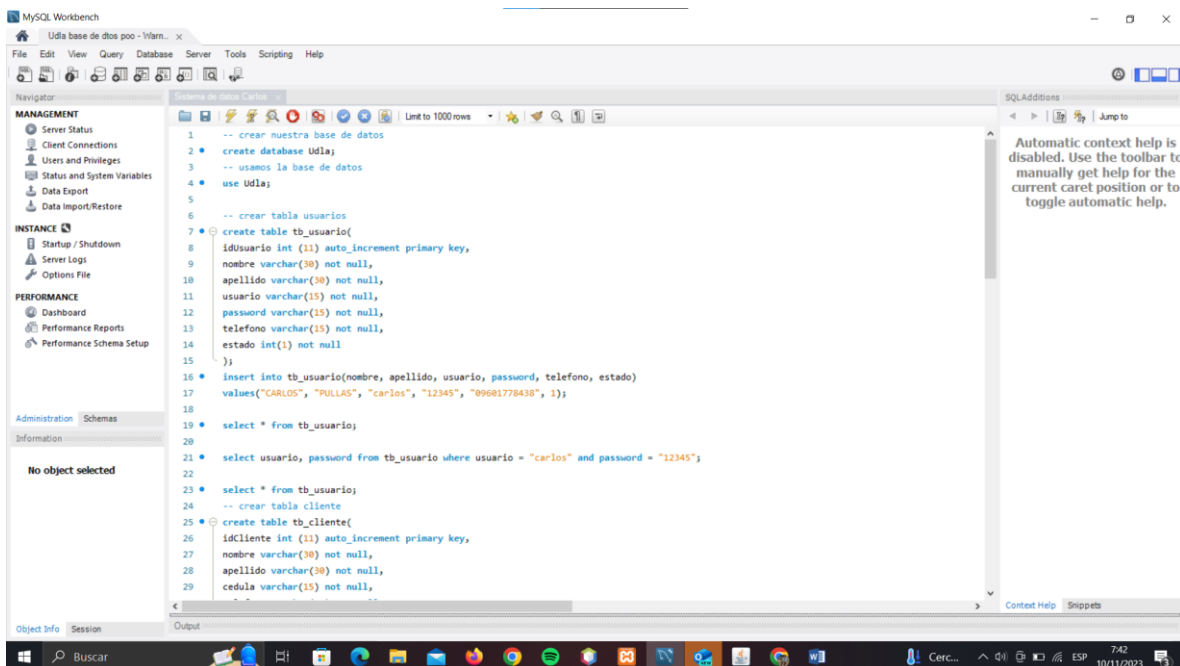 MySQL Workbench
Udla base de dtos poo - Warn...
File Edit View Query Database Server Tools Scripting Help
Navigator
MANAGEMENT
Server Status
Client Connections
Users and Privileges
Status and System Variables
Data Export
Data Import/Restore
INSTANCE
Startup / Shutdown
Server Logs
Options File
PERFORMANCE
Dashboard
Performance Reports
Performance Schema Setup
Administration Schemas
Information
No object selected
Object Info Session
Sistema de datos Carlos
Limit to 1000 rows
1 -- crear nuestra base de datos
2 create database Udla;
3 -- usamos la base de datos
4 use Udla;
5
6 -- crear tabla usuarios
7 create table tb_usuario(
8 idUsuario int (11) auto_increment primary key,
9 nombre varchar(30) not null,
10 apellido varchar(30) not null,
11 usuario varchar(15) not null,
12 password varchar(15) not null,
13 telefono varchar(15) not null,
14 estado int(1) not null
15 );
16 insert into tb_usuario(nombre, apellido, usuario, password, telefono, estado)
17 values("CARLOS", "PULLAS", "carlos", "12345", "09601778438", 1);
18
19 select * from tb_usuario;
20
21 select usuario, password from tb_usuario where usuario = "carlos" and password = "12345";
22
23 select * from tb_usuario;
24 -- crear tabla cliente
25 create table tb_cliente(
26 idCliente int (11) auto_increment primary key,
27 nombre varchar(30) not null,
28 apellido varchar(30) not null,
29 cedula varchar(15) not null,
Output
SQLAdditions
Jump to
Automatic context help is
disabled. Use the toolbar to
manually get help for the
current caret position or to
toggle automatic help.
Context Help Snippets
Buscar
Cerc...
ESP
7:42
10/11/2023